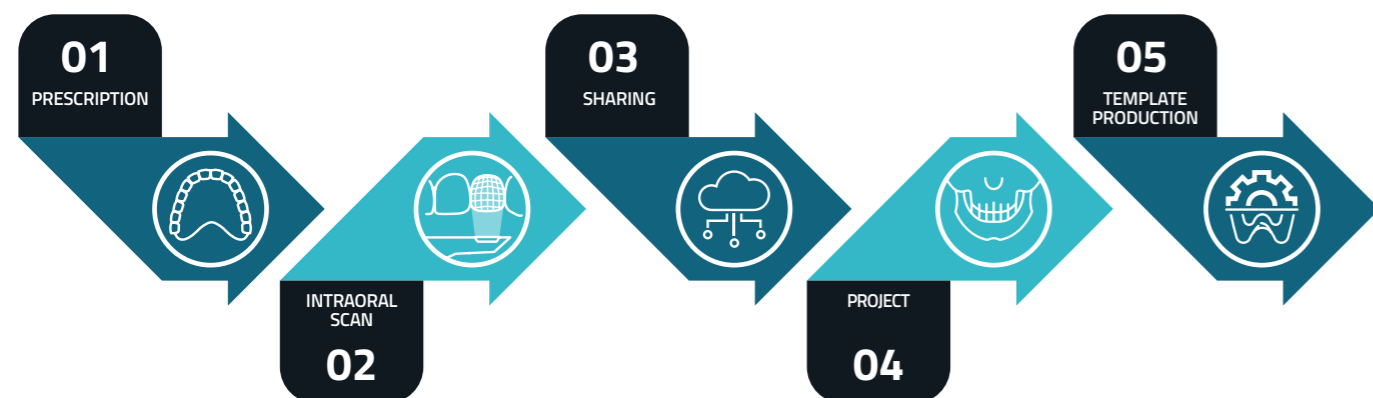 01
PRESCRIPTION
INTRAORAL
SCAN
02
03
SHARING
PROJECT
04
05
TEMPLATE
PRODUCTION